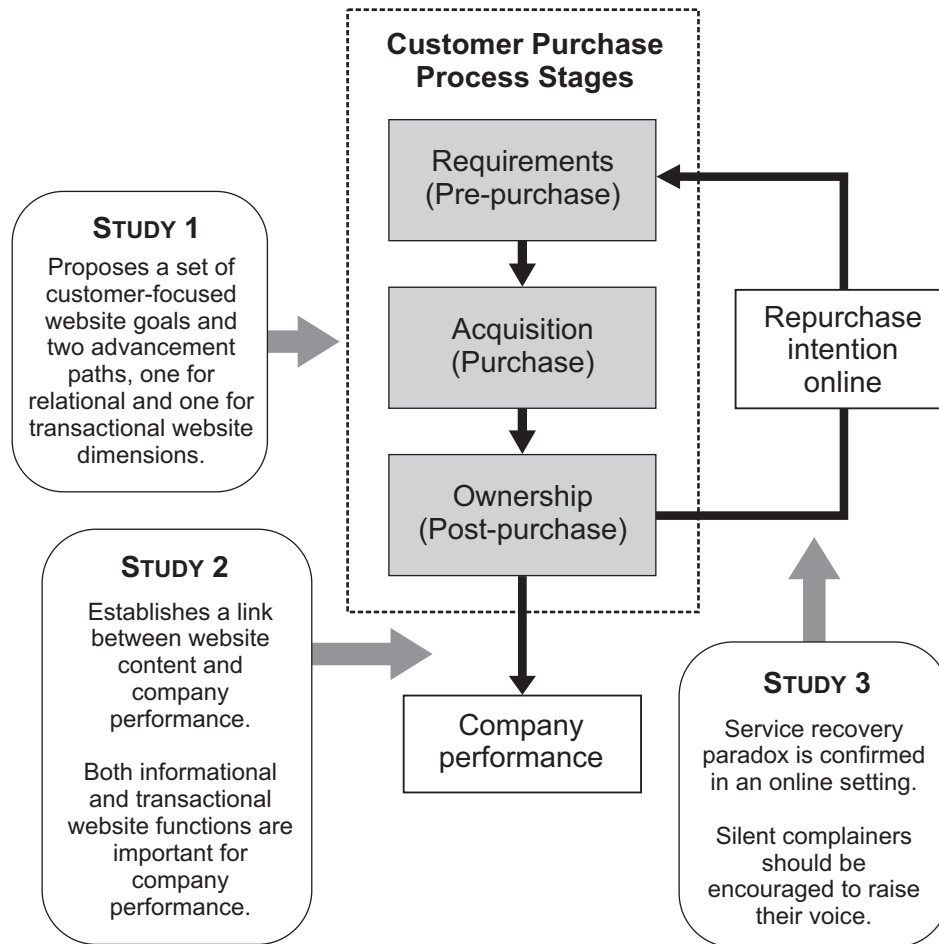 Customer Purchase
Process Stages
Requirements
(Pre-purchase)
STUDY 1
Proposes a set of
customer-focused
website goals and
two advancement
paths, one for
relational and one for
transactional website
dimensions.
Acquisition
(Purchase)
Repurchase
intention
online
Ownership
(Post-purchase)
STUDY 2
Establishes a link
between website
content and
company
performance.
Both informational
and transactional
website functions are
important for
company
performance.
Company
performance
STUDY 3
Service recovery
paradox is confirmed
in an online setting.
Silent complainers
should be
encouraged to raise
their voice.